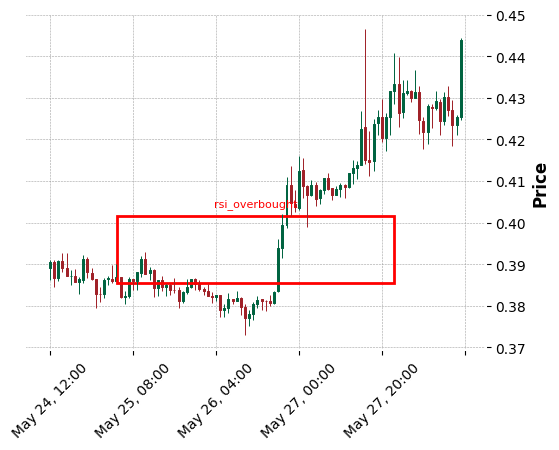 0.45
0.44
0.43
0.42
0.41
0.40
0.39
0.38
0.37
Price
rsi_overbought
May 24, 12:00
May 25, 08:00
May 26, 04:00
May 27, 00:00
May 27, 20:00